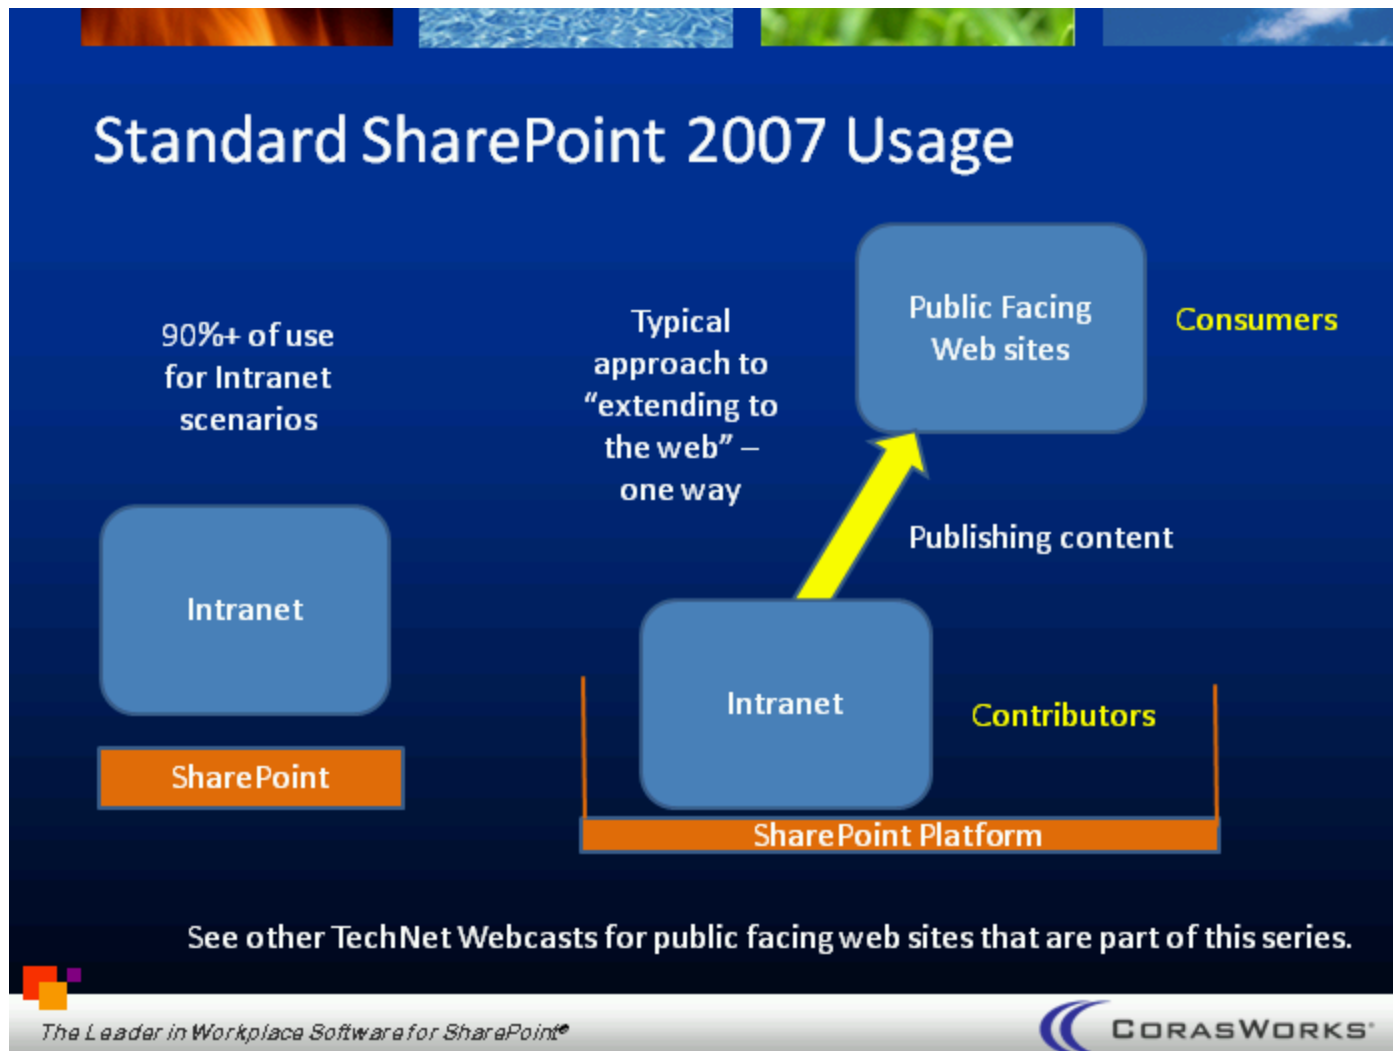 Standard SharePoint 2007 Usage
90%+ of use
for Intranet
scenarios
Intranet
SharePoint
Typical
approach to
“extending to
the web” –
one way
Public Facing
Web sites
Consumers
Publishing content
Intranet
Contributors
SharePoint Platform
See other TechNet Webcasts for public facing web sites that are part of this series.
The Leader in Workplace Software for SharePoint®
CORASWORKS®